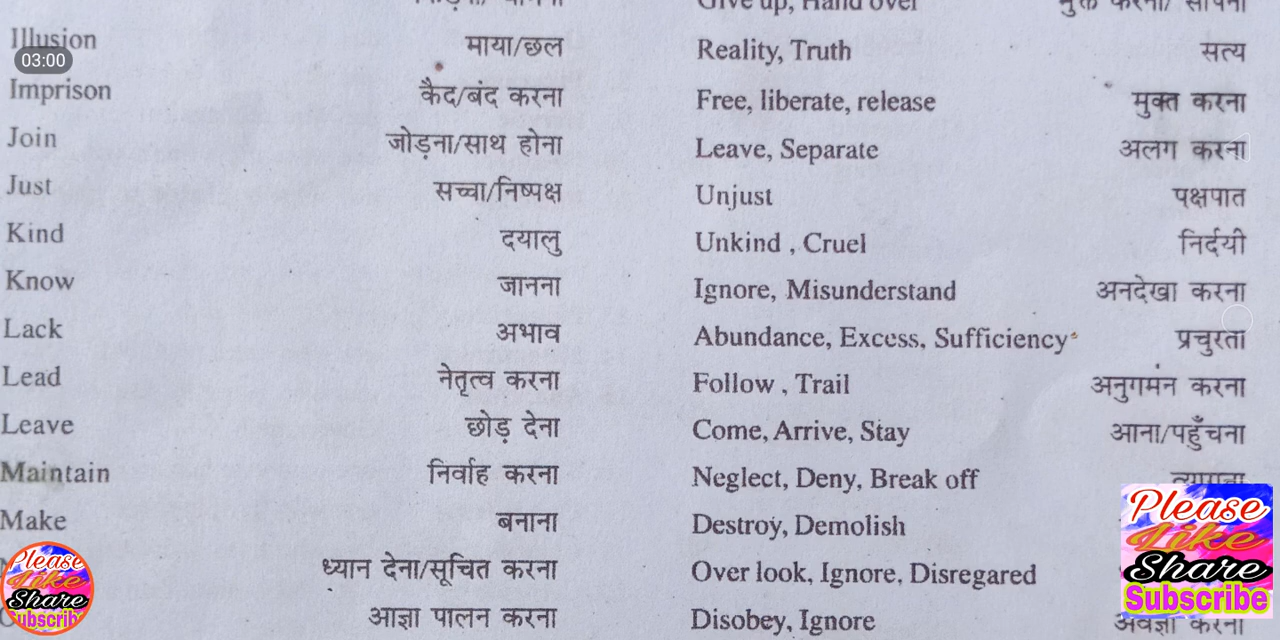 Give up, Hand over
Illusion माया/छल Reality, Truth सत्य
03:00
Imprison कैद/बंद करना Free, liberate, release मुक्त करना
Join जोड़ना/साथ होना Leave, Separate अलग करना
Just सच्चा/निष्पक्ष Unjust पक्षपात
Kind दयालु Unkind , Cruel निर्दयी
Know जानना Ignore, Misunderstand अनदेखा करना
Lack अभाव Abundance, Excess, Sufficiency प्रचुरता
Lead नेतृत्व करना Follow , Trail अनुगमन करना
Leave छोड़ देना Come, Arrive, Stay आना/पहुँचना
Maintain निर्वाह करना Neglect, Deny, Break off
Make बनाना Destroy, Demolish
ध्यान देना/सूचित करना Over look, Ignore, Disregared
आज्ञा पालन करना Disobey, Ignore अवज्ञा करना
Please
Like
Share
Subscribe
Please
Like
Share
Subscribe